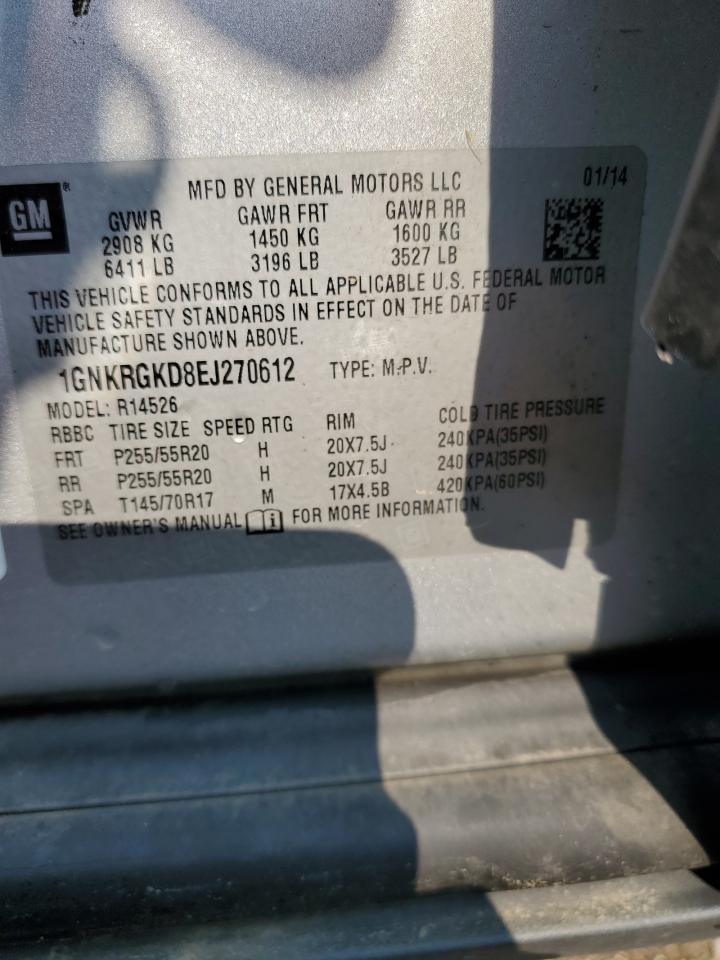 MFD BY GENERAL MOTORS LLC 01/14
GM®
GVWR GAWR FRT GAWR RR
2908 KG 1450 KG 1600 KG
6411 LB 3196 LB 3527 LB
THIS VEHICLE CONFORMS TO ALL APPLICABLE U.S. FEDERAL MOTOR
VEHICLE SAFETY STANDARDS IN EFFECT ON THE DATE OF
MANUFACTURE SHOWN ABOVE.
1GNKRGKD8EJ270612 TYPE: M.P.V.
MODEL: R14526
RBBC TIRE SIZE SPEED RTG RIM COLD TIRE PRESSURE
FRT P255/55R20 H 20X7.5J 240KPA(35PSI)
RR P255/55R20 H 20X7.5J 240KPA(35PSI)
SPA T145/70R17 M 17X4.5B 420KPA(60PSI)
SEE OWNER'S MANUAL FOR MORE INFORMATION.